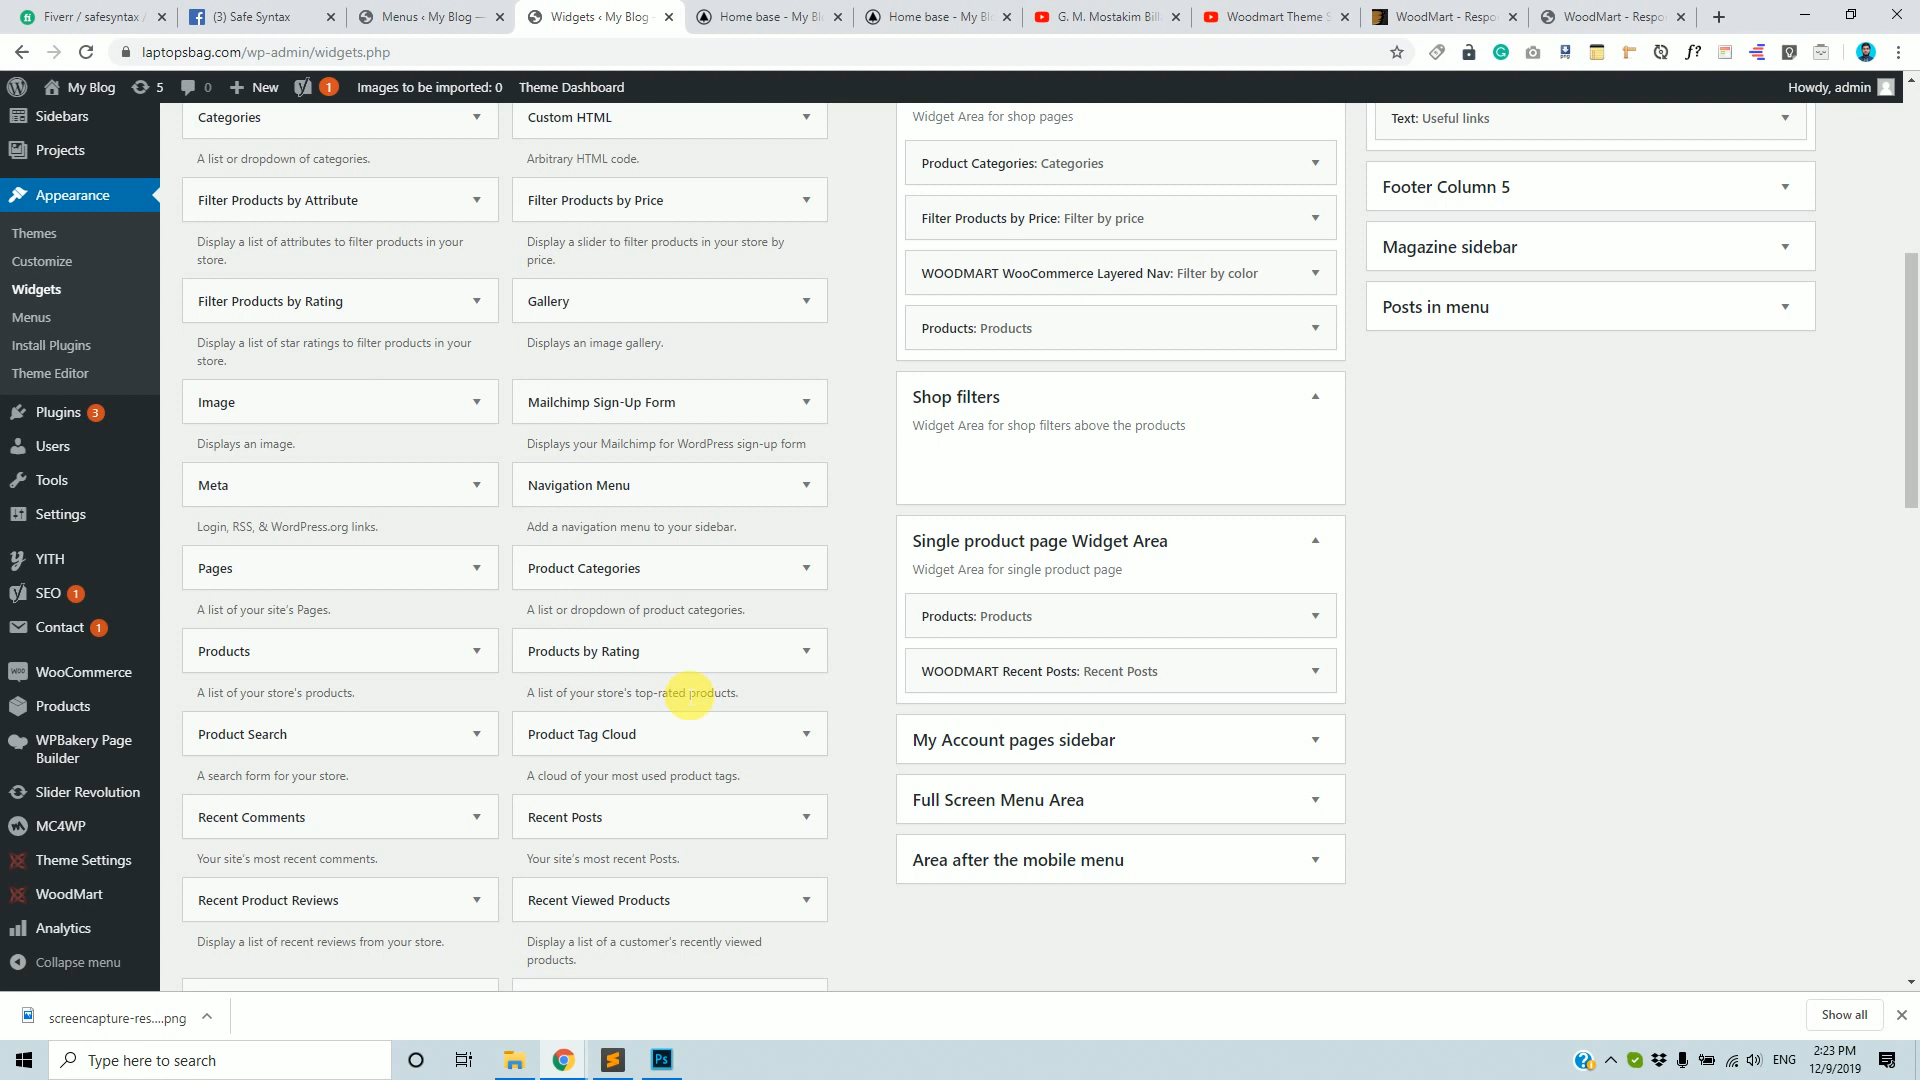 Fiverr / safesyntax
(3) Safe Syntax
Menus ‹ My Blog —
Widgets ‹ My Blog
Home base - My Bl
Home base - My Bl
G. M. Mostakim Bill
Woodmart Theme S
WoodMart - Respo
WoodMart - Respo
laptopsbag.com/wp-admin/widgets.php
My Blog
5
0
New
1
Images to be imported: 0
Theme Dashboard
Howdy, admin
Sidebars
Projects
Appearance
Themes
Customize
Widgets
Menus
Install Plugins
Theme Editor
Plugins 3
Users
Tools
Settings
YITH
SEO 1
Contact 1
WooCommerce
Products
WPBakery Page
Builder
Slider Revolution
MC4WP
Theme Settings
WoodMart
Analytics
Collapse menu
Categories
A list or dropdown of categories.
Filter Products by Attribute
Display a list of attributes to filter products in your
store.
Filter Products by Rating
Display a list of star ratings to filter products in your
store.
Image
Displays an image.
Meta
Login, RSS, & WordPress.org links.
Pages
A list of your site's Pages.
Products
A list of your store's products.
Product Search
A search form for your store.
Recent Comments
Your site's most recent comments.
Recent Product Reviews
Display a list of recent reviews from your store.
Custom HTML
Arbitrary HTML code.
Filter Products by Price
Display a slider to filter products in your store by
price.
Gallery
Displays an image gallery.
Mailchimp Sign-Up Form
Displays your Mailchimp for WordPress sign-up form
Navigation Menu
Add a navigation menu to your sidebar.
Product Categories
A list or dropdown of product categories.
Products by Rating
A list of your store's top-rated products.
Product Tag Cloud
A cloud of your most used product tags.
Recent Posts
Your site's most recent Posts.
Recent Viewed Products
Display a list of a customer's recently viewed
products.
Widget Area for shop pages
Product Categories: Categories
Filter Products by Price: Filter by price
WOODMART WooCommerce Layered Nav: Filter by color
Products: Products
Shop filters
Widget Area for shop filters above the products
Single product page Widget Area
Widget Area for single product page
Products: Products
WOODMART Recent Posts: Recent Posts
My Account pages sidebar
Full Screen Menu Area
Area after the mobile menu
Text: Useful links
Footer Column 5
Magazine sidebar
Posts in menu
screencapture-res....png
Show all
Type here to search
Ps
ENG
2:23 PM
12/9/2019